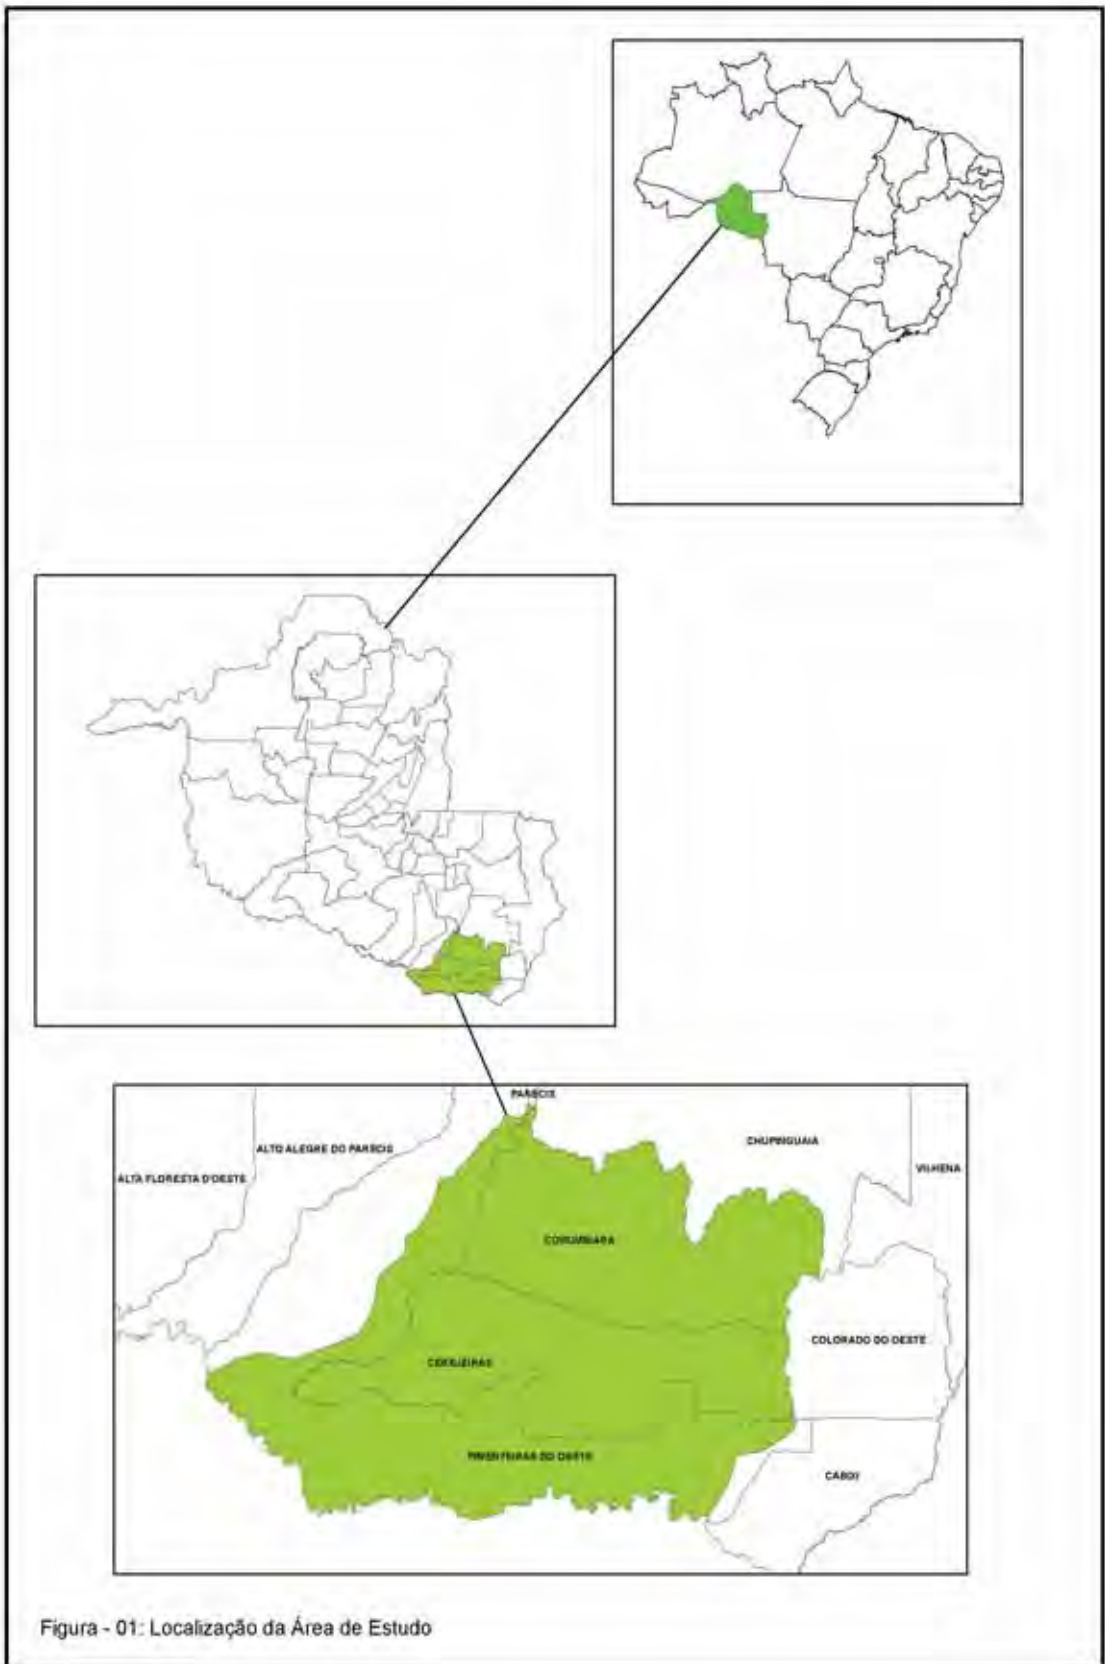 PARECIS
CHUPINGUAIA
ALTO ALEGRE DO PARECIS
VILHENA
ALTA FLORESTA D'OESTE
CORUMBIARA
COLORADO DO OESTE
CEREJEIRAS
PIMENTEIRAS DO OESTE
CABIXI
Figura - 01: Localização da Área de Estudo